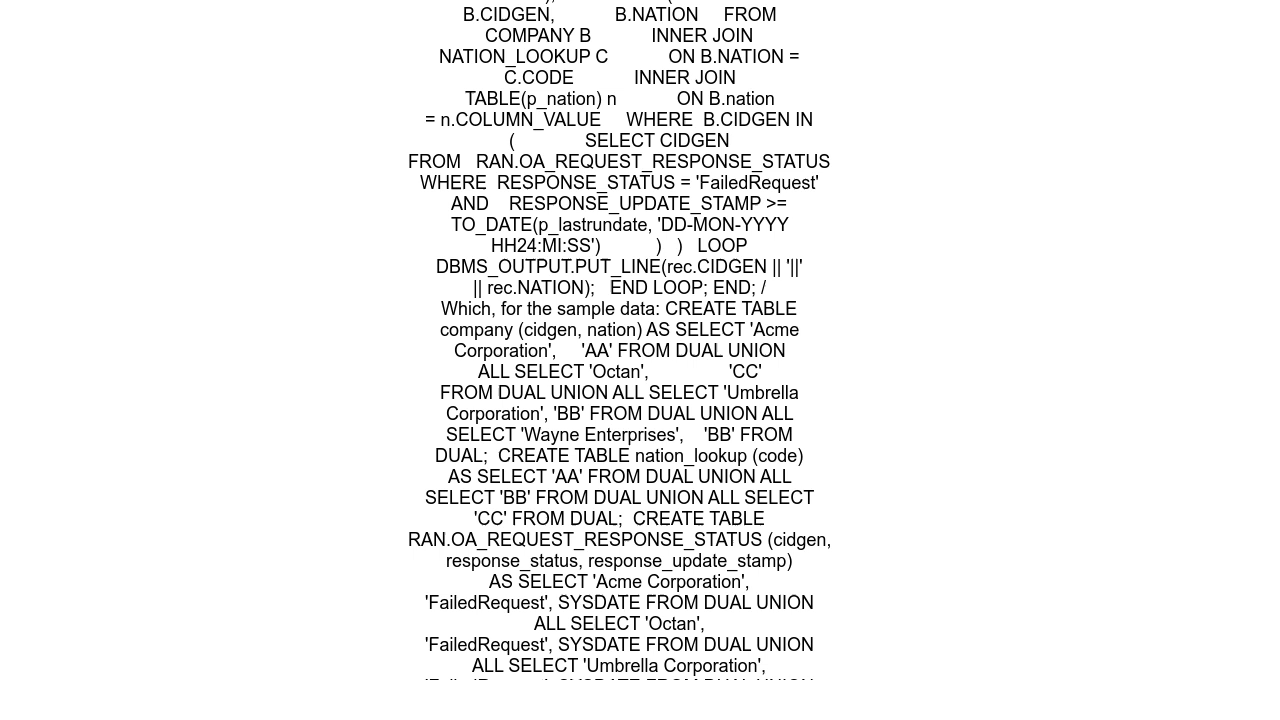 B.CIDGEN,            B.NATION     FROM
COMPANY B            INNER JOIN
NATION_LOOKUP C            ON B.NATION =
C.CODE            INNER JOIN
TABLE(p_nation) n            ON B.nation
= n.COLUMN_VALUE     WHERE  B.CIDGEN IN
(              SELECT CIDGEN
FROM   RAN.OA_REQUEST_RESPONSE_STATUS
WHERE  RESPONSE_STATUS = 'FailedRequest'
AND    RESPONSE_UPDATE_STAMP >=
TO_DATE(p_lastrundate, 'DD-MON-YYYY
HH24:MI:SS')           )   )   LOOP
DBMS_OUTPUT.PUT_LINE(rec.CIDGEN || '||'
|| rec.NATION);   END LOOP; END; /
Which, for the sample data: CREATE TABLE
company (cidgen, nation) AS SELECT 'Acme
Corporation',     'AA' FROM DUAL UNION
ALL SELECT 'Octan',                'CC'
FROM DUAL UNION ALL SELECT 'Umbrella
Corporation', 'BB' FROM DUAL UNION ALL
SELECT 'Wayne Enterprises',    'BB' FROM
DUAL;  CREATE TABLE nation_lookup (code)
AS SELECT 'AA' FROM DUAL UNION ALL
SELECT 'BB' FROM DUAL UNION ALL SELECT
'CC' FROM DUAL;  CREATE TABLE
RAN.OA_REQUEST_RESPONSE_STATUS (cidgen,
response_status, response_update_stamp)
AS SELECT 'Acme Corporation',
'FailedRequest', SYSDATE FROM DUAL UNION
ALL SELECT 'Octan',
'FailedRequest', SYSDATE FROM DUAL UNION
ALL SELECT 'Umbrella Corporation',